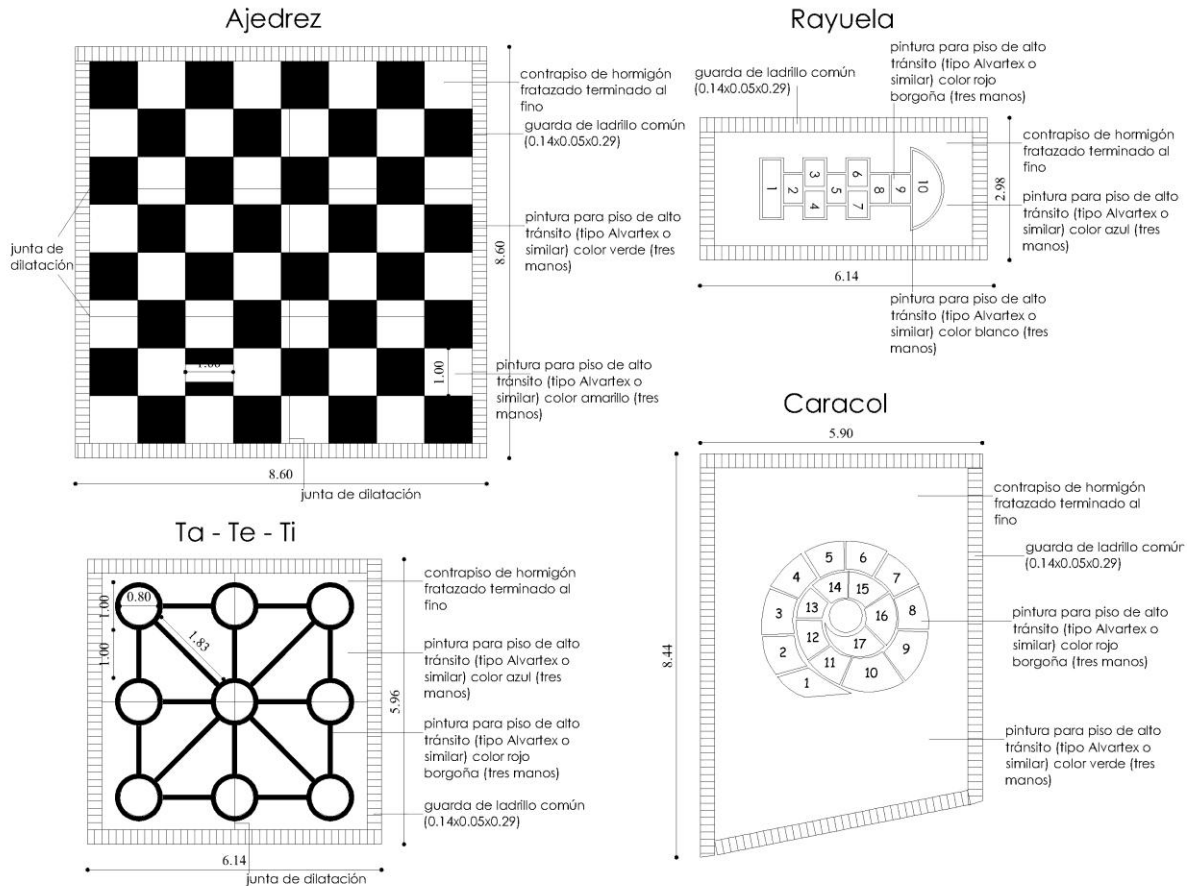 Ajedrez
contrapiso de hormigón
fratazado terminado al
fino
guarda de ladrillo común
(0.14x0.05x0.29)
pintura para piso de alto
tránsito (tipo Alvartex o
similar) color verde (tres
manos)
8.60
junta de
dilatación
1.00
1.00
pintura para piso de alto
tránsito (tipo Alvartex o
similar) color amarillo (tres
manos)
8.60
junta de dilatación
Rayuela
pintura para piso de alto
tránsito (tipo Alvartex o
similar) color rojo
borgoña (tres manos)
guarda de ladrillo común
(0.14x0.05x0.29)
contrapiso de hormigón
fratazado terminado al
fino
1
2
3
4
5
6
7
8
9
10
2.98
pintura para piso de alto
tránsito (tipo Alvartex o
similar) color azul (tres
manos)
6.14
pintura para piso de alto
tránsito (tipo Alvartex o
similar) color blanco (tres
manos)
Ta - Te - Ti
contrapiso de hormigón
fratazado terminado al
fino
0.80
1.00
1.83
1.00
pintura para piso de alto
tránsito (tipo Alvartex o
similar) color azul (tres
manos)
5.96
pintura para piso de alto
tránsito (tipo Alvartex o
similar) color rojo
borgoña (tres manos)
guarda de ladrillo común
(0.14x0.05x0.29)
6.14
junta de dilatación
Caracol
5.90
contrapiso de hormigón
fratazado terminado al
fino
guarda de ladrillo común
(0.14x0.05x0.29)
1
2
3
4
5
6
7
8
9
10
11
12
13
14
15
16
17
pintura para piso de alto
tránsito (tipo Alvartex o
similar) color rojo
borgoña (tres manos)
8.44
pintura para piso de alto
tránsito (tipo Alvartex o
similar) color verde (tres
manos)